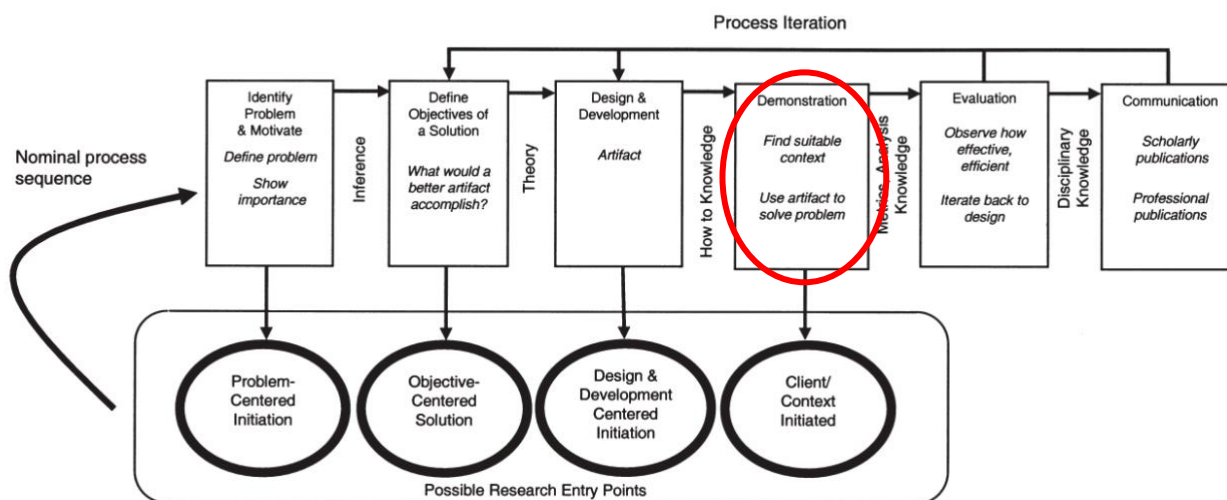 Process Iteration
Nominal process
sequence
Identify
Problem
& Motivate
Define problem
Show
importance
Inference
Define
Objectives of
a Solution
What would a
better artifact
accomplish?
Theory
Design &
Development
Artifact
How to Knowledge
Demonstration
Find suitable
context
Use artifact to
solve problem
Metrics, Analysis
Knowledge
Evaluation
Observe how
effective,
efficient
Iterate back to
design
Disciplinary
Knowledge
Communication
Scholarly
publications
Professional
publications
Problem-
Centered
Initiation
Objective-
Centered
Solution
Design &
Development
Centered
Initiation
Client/
Context
Initiated
Possible Research Entry Points